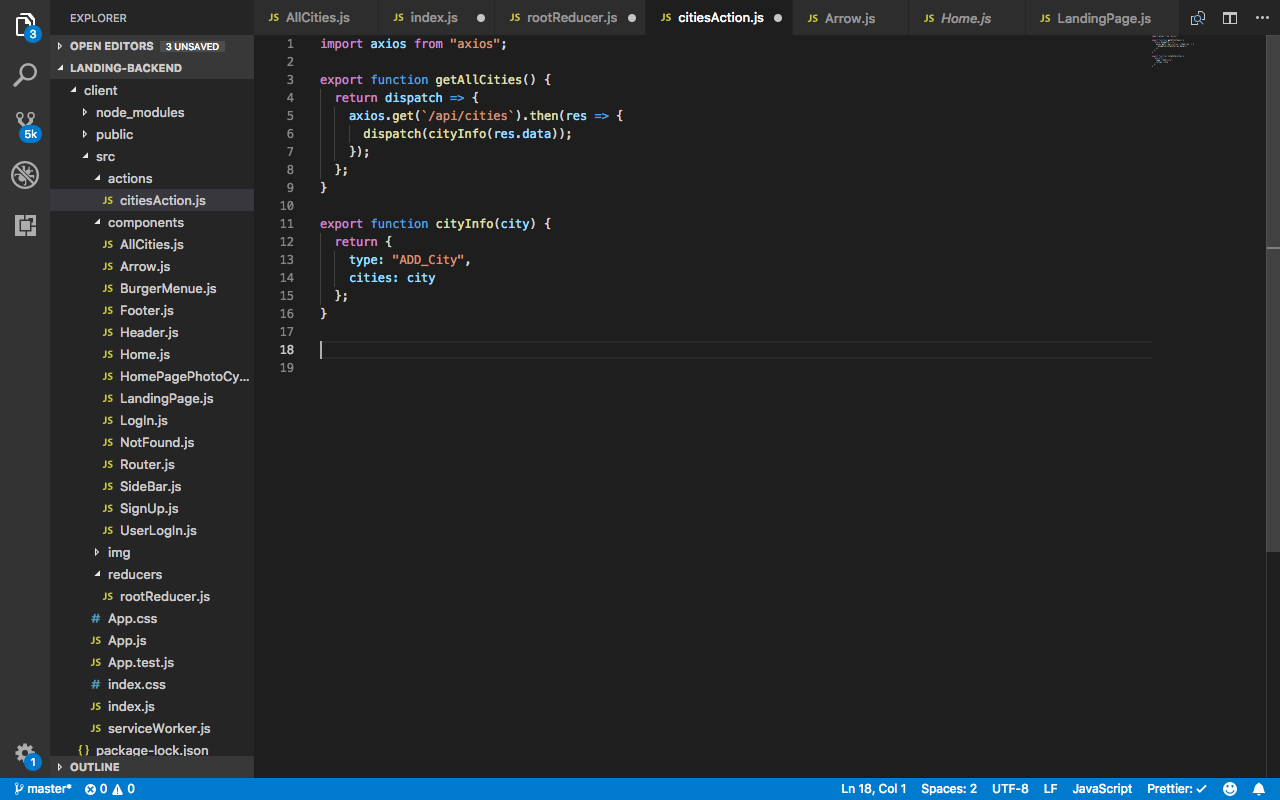 EXPLORER
AllCities.js
index.js
rootReducer.js
citiesAction.js
Arrow.js
Home.js
LandingPage.js
3
5k
1
OPEN EDITORS 3 UNSAVED
LANDING-BACKEND
client
node_modules
public
src
actions
JS citiesAction.js
components
JS AllCities.js
JS Arrow.js
JS BurgerMenue.js
JS Footer.js
JS Header.js
JS Home.js
JS HomePagePhotoCy...
JS LandingPage.js
JS LogIn.js
JS NotFound.js
JS Router.js
JS SideBar.js
JS SignUp.js
JS UserLogIn.js
img
reducers
JS rootReducer.js
# App.css
JS App.js
JS App.test.js
# index.css
JS index.js
JS serviceWorker.js
{ } package-lock.json
OUTLINE
1 import axios from "axios";
2
3 export function getAllCities() {
4   return dispatch => {
5     axios.get(`/api/cities`).then(res => {
6       dispatch(cityInfo(res.data));
7     });
8   };
9 }
10
11 export function cityInfo(city) {
12   return {
13     type: "ADD_City",
14     cities: city
15   };
16 }
17
18
19
master* 0 0 Ln 18, Col 1 Spaces: 2 UTF-8 LF JavaScript Prettier: ✓